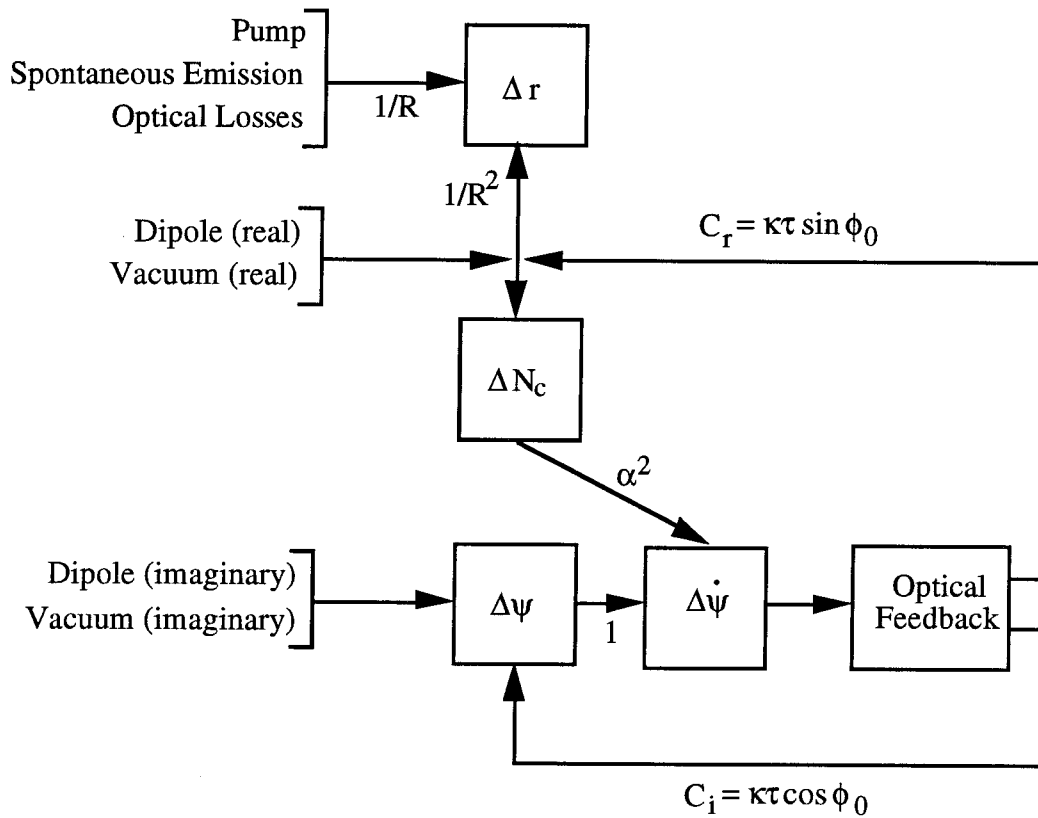 Pump
Spontaneous Emission
Optical Losses
1/R
Δ r
1/R²
Dipole (real)
Vacuum (real)
C_r = κτ sin ϕ_0
Δ N_c
α²
Dipole (imaginary)
Vacuum (imaginary)
Δψ
1
Δψ̇
Optical
Feedback
C_i = κτ cos ϕ_0